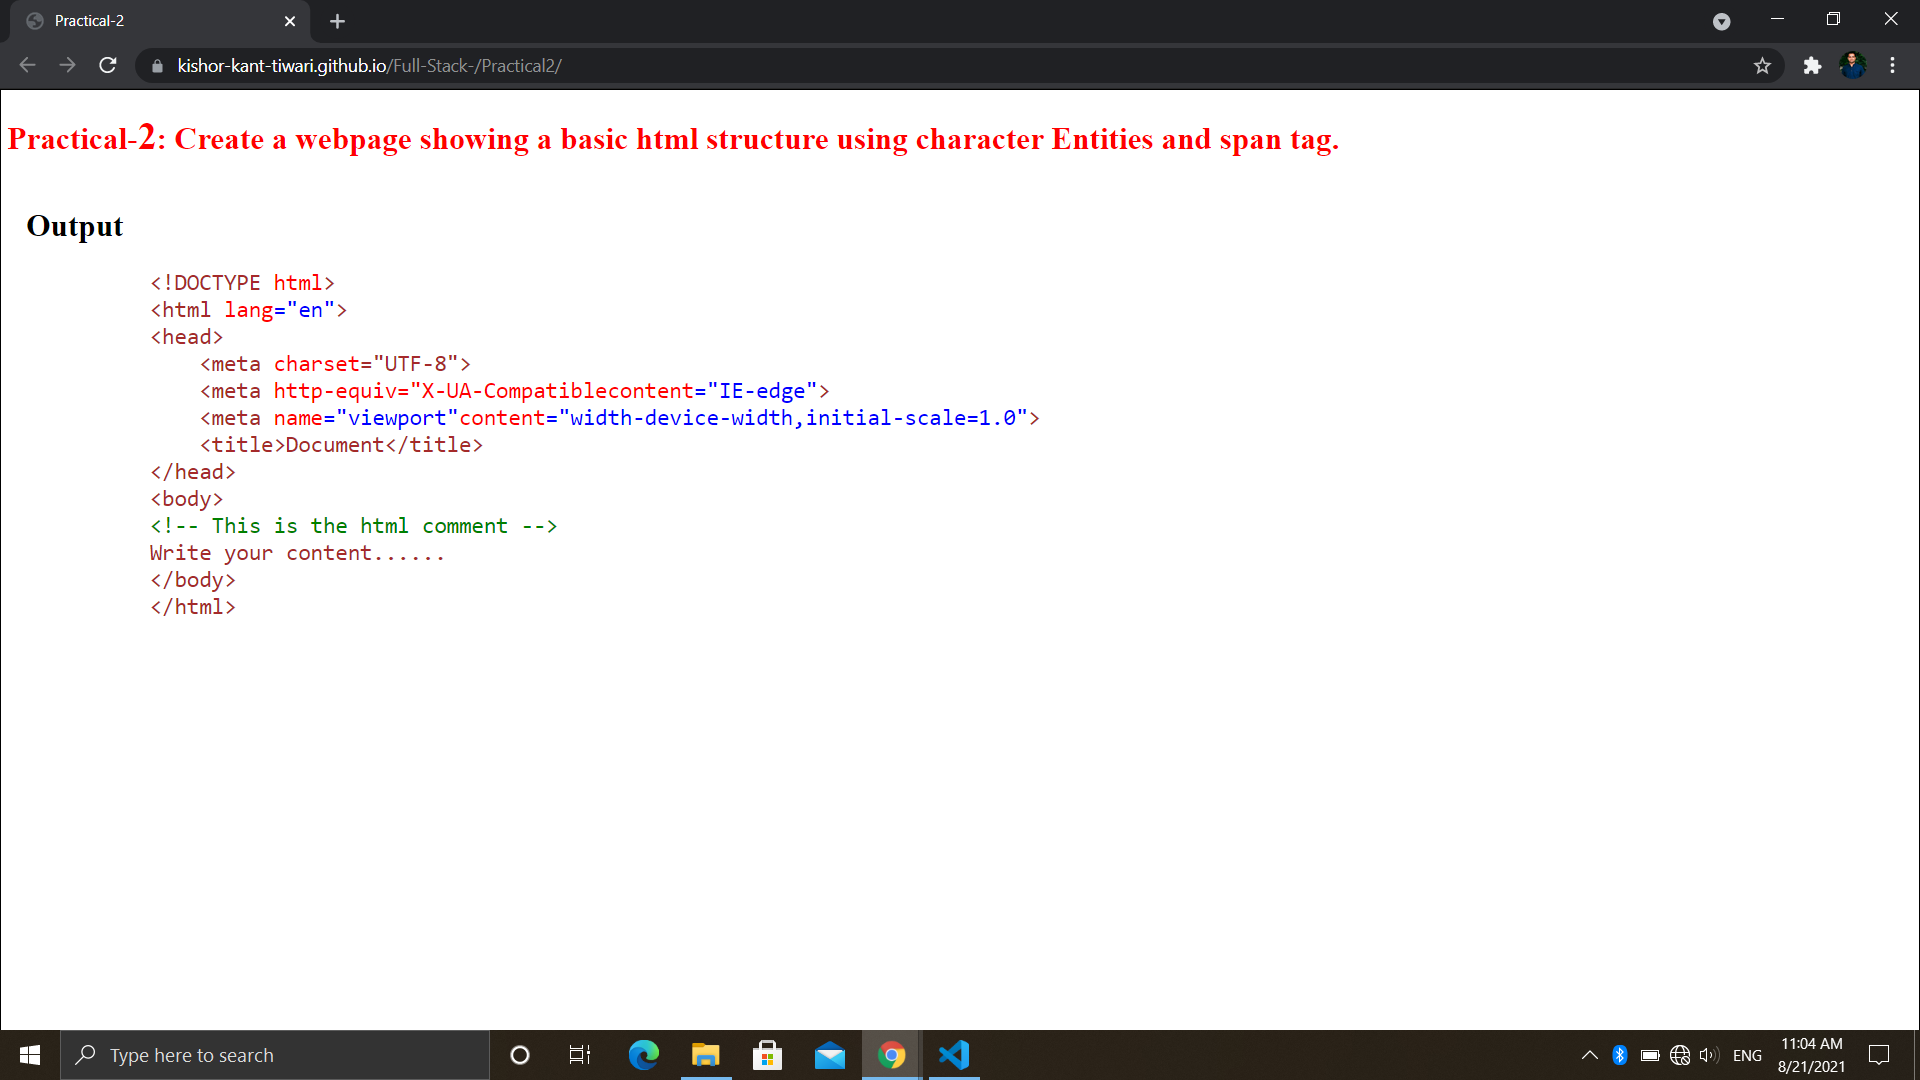 Practical-2
kishor-kant-tiwari.github.io/Full-Stack-/Practical2/
Practical-2: Create a webpage showing a basic html structure using character Entities and span tag.
Output
<!DOCTYPE html>
<html lang="en">
<head>
    <meta charset="UTF-8">
    <meta http-equiv="X-UA-Compatiblecontent="IE-edge">
    <meta name="viewport"content="width-device-width,initial-scale=1.0">
    <title>Document</title>
</head>
<body>
<!-- This is the html comment -->
Write your content......
</body>
</html>
Type here to search
ENG
11:04 AM
8/21/2021